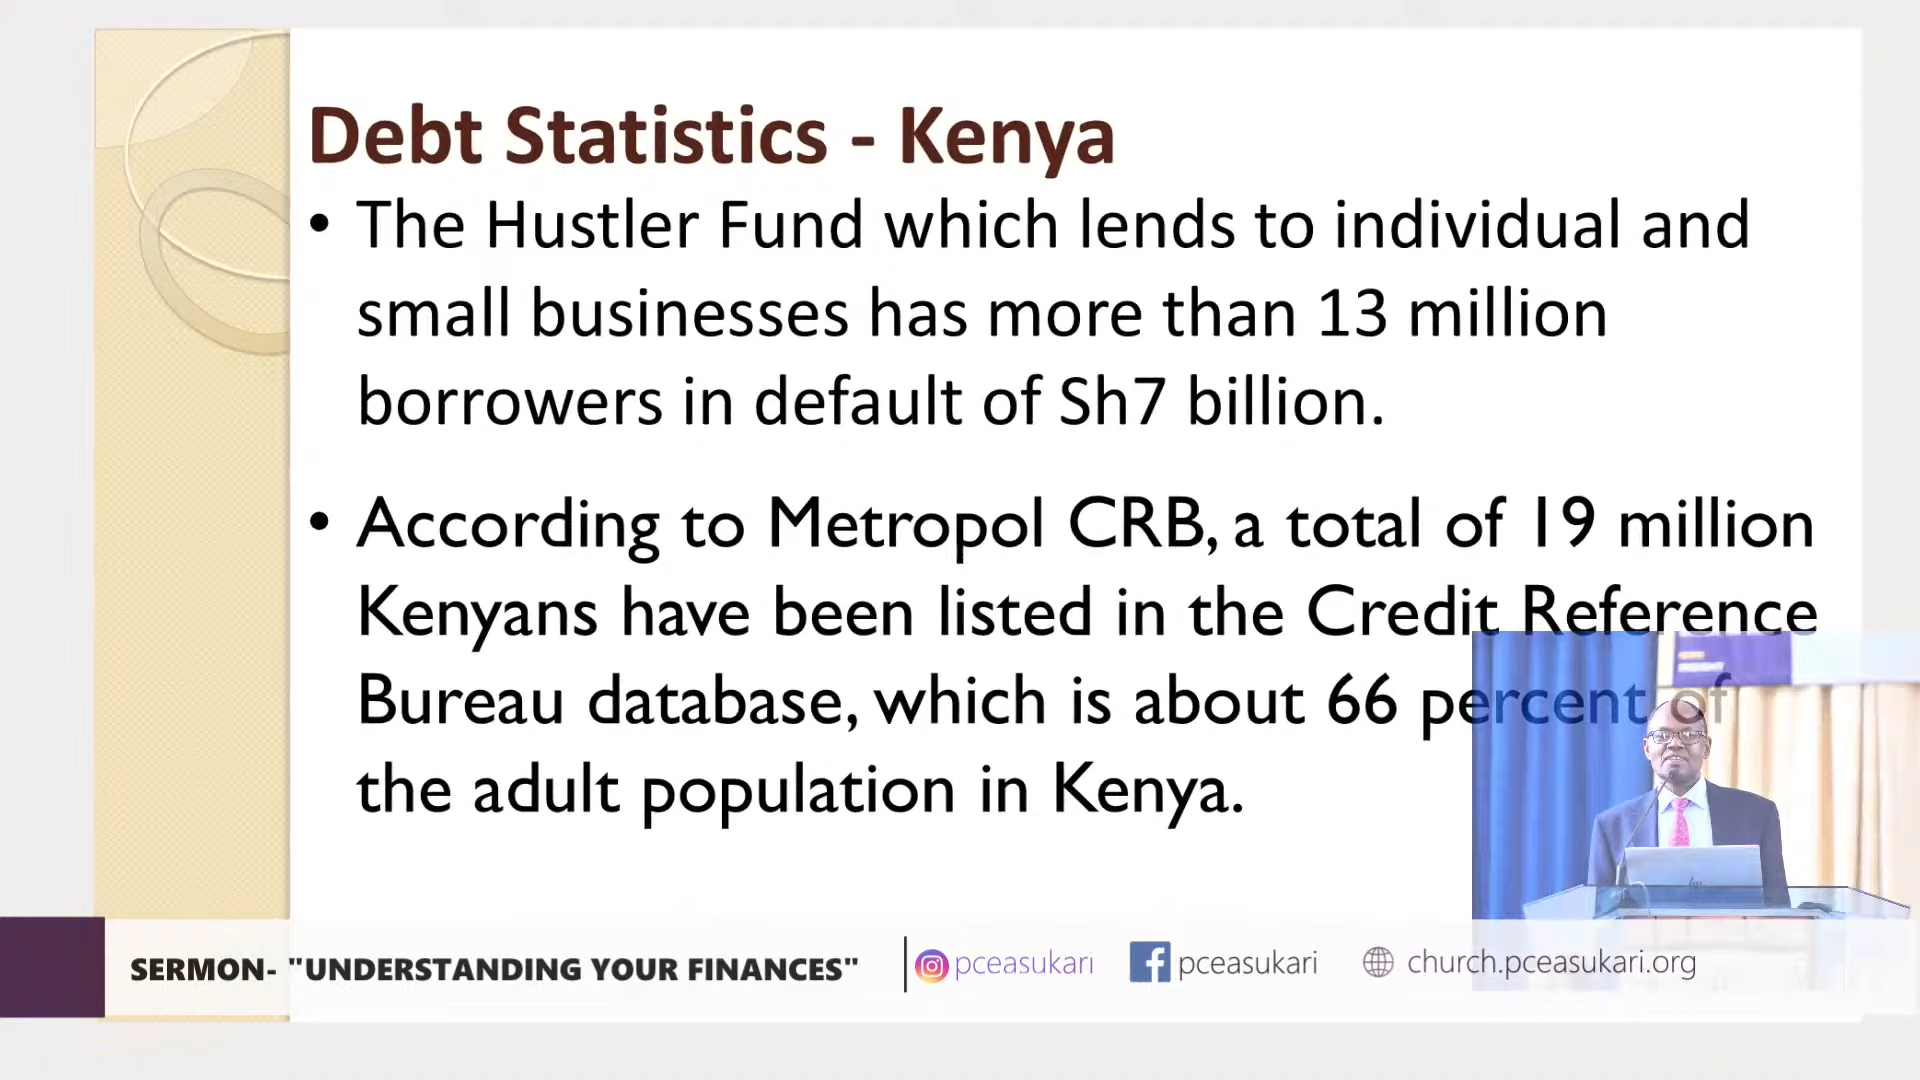 Debt Statistics - Kenya
• The Hustler Fund which lends to individual and
small businesses has more than 13 million
borrowers in default of Sh7 billion.
• According to Metropol CRB, a total of 19 million
Kenyans have been listed in the Credit Reference
Bureau database, which is about 66 percent of
the adult population in Kenya.
hp
SERMON- "UNDERSTANDING YOUR FINANCES"
pceasukari
pceasukari
church.pceasukari.org